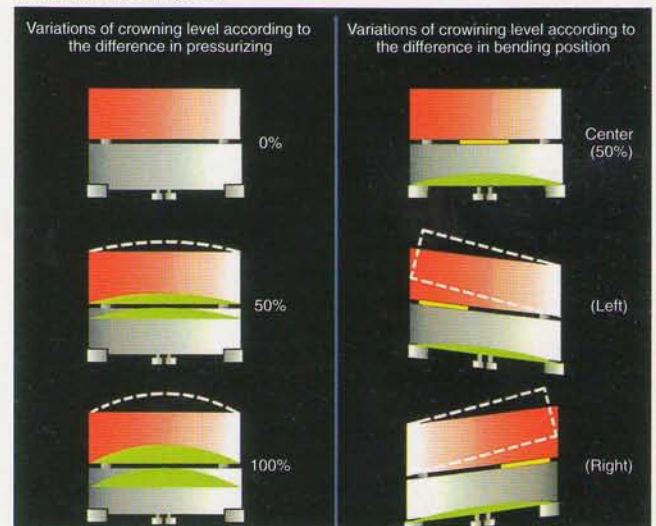 Variations of crowning level according to
the difference in pressurizing
0%
50%
100%
Variations of crowining level according to
the difference in bending position
Center
(50%)
(Left)
(Right)